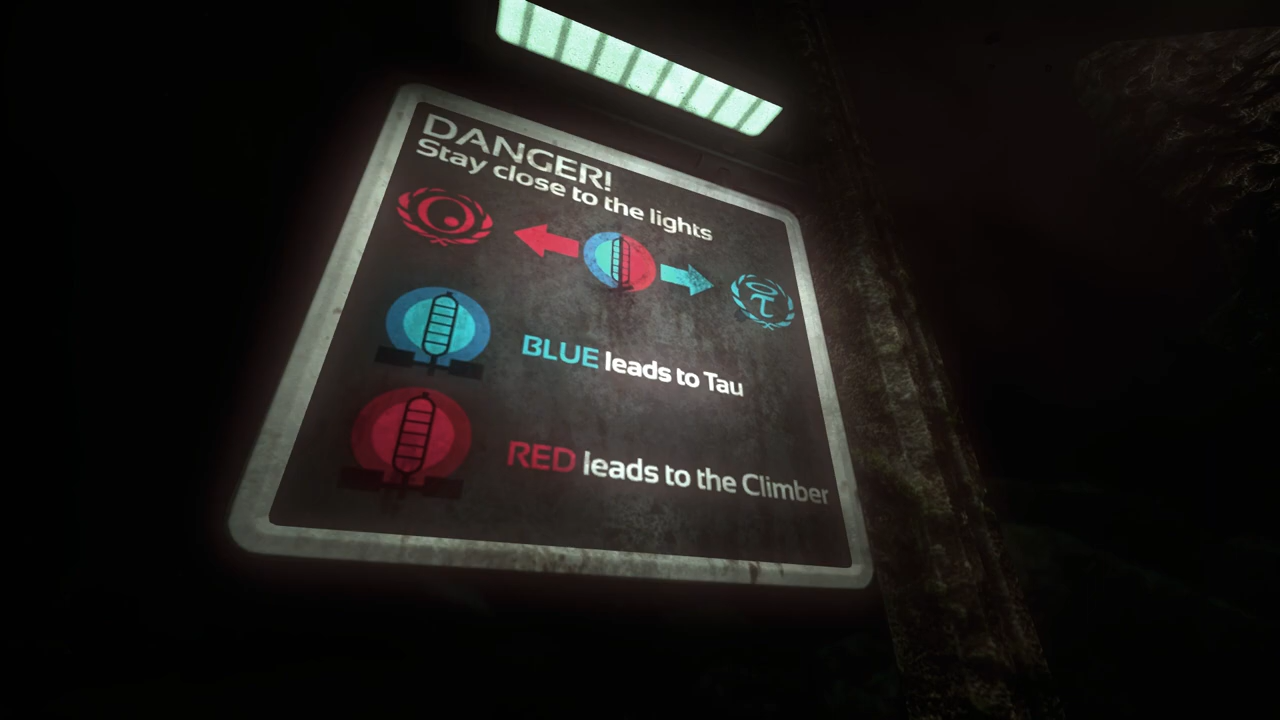 DANGER!
Stay close to the lights
τ
BLUE leads to Tau
RED leads to the Climber